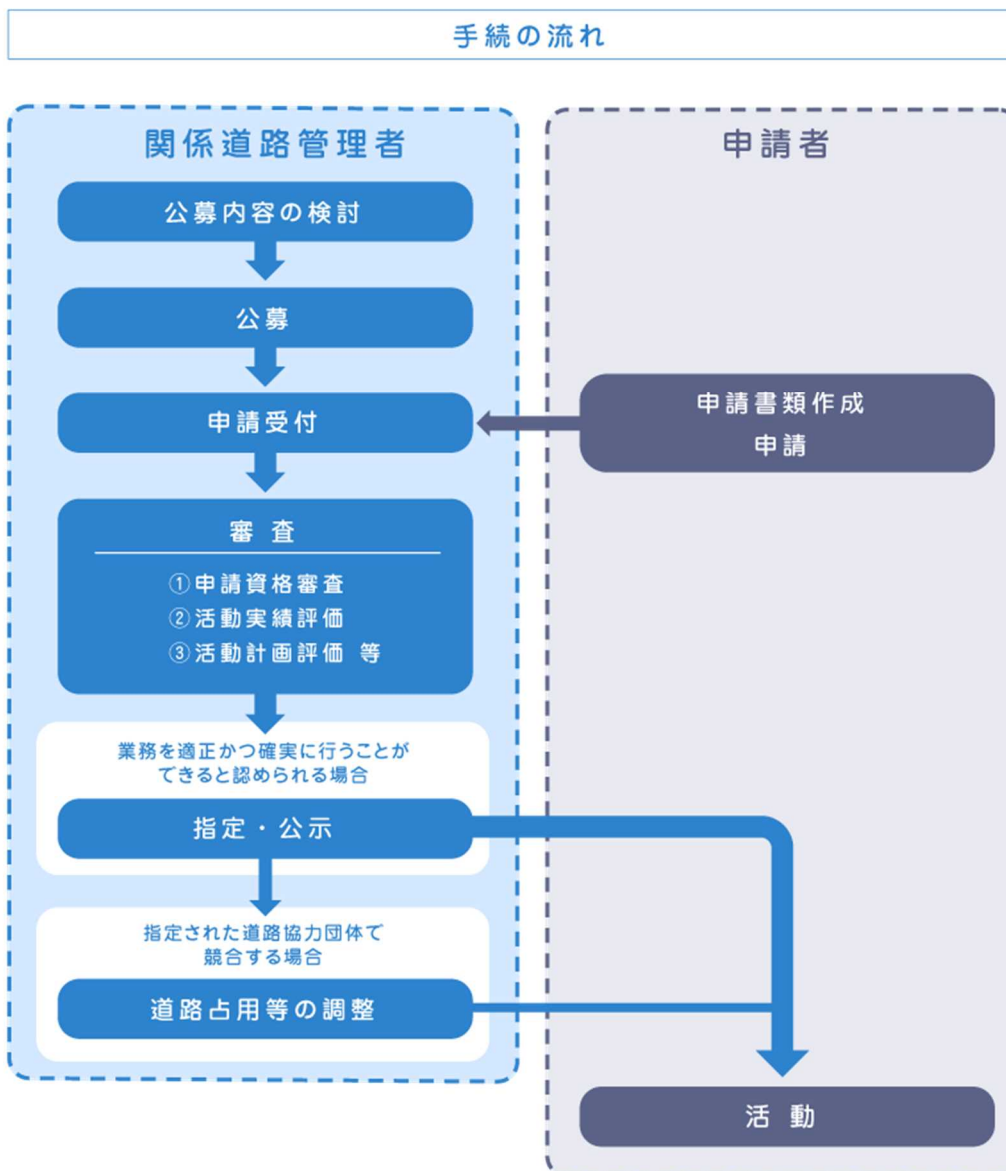 手続の流れ
関係道路管理者
公募内容の検討
公募
申請受付
審査
①申請資格審査
②活動実績評価
③活動計画評価 等
業務を適正かつ確実に行うことが
できると認められる場合
指定・公示
指定された道路協力団体で
競合する場合
道路占用等の調整
申請者
申請書類作成
申請
活動